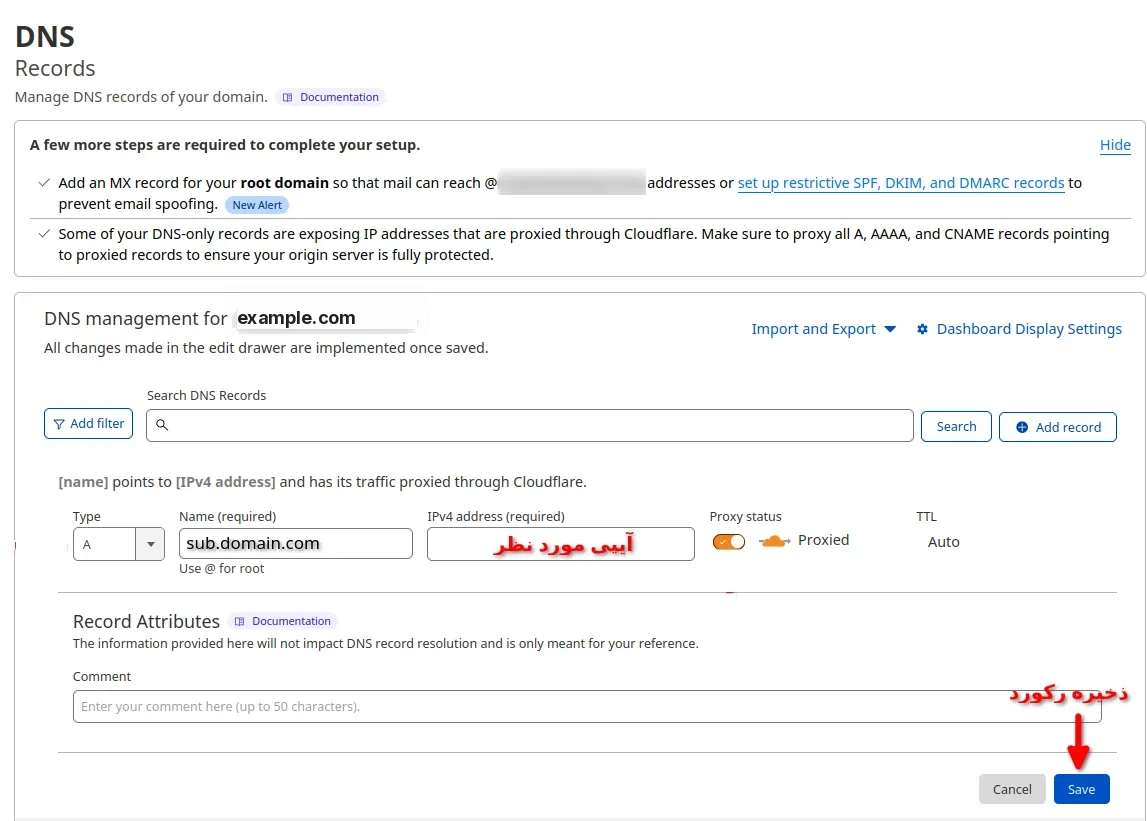 DNS
Records
Manage DNS records of your domain. Documentation
A few more steps are required to complete your setup. Hide
Add an MX record for your root domain so that mail can reach @ addresses or set up restrictive SPF, DKIM, and DMARC records to
prevent email spoofing. New Alert
Some of your DNS-only records are exposing IP addresses that are proxied through Cloudflare. Make sure to proxy all A, AAAA, and CNAME records pointing
to proxied records to ensure your origin server is fully protected.
DNS management for example.com
Import and Export Dashboard Display Settings
All changes made in the edit drawer are implemented once saved.
Search DNS Records
Add filter Search Add record
[name] points to [IPv4 address] and has its traffic proxied through Cloudflare.
Type Name (required) IPv4 address (required) Proxy status TTL
A sub.domain.com آیپی مورد نظر Proxied Auto
Use @ for root
Record Attributes Documentation
The information provided here will not impact DNS record resolution and is only meant for your reference.
Comment
ذخیره رکورد
Enter your comment here (up to 50 characters).
Cancel Save